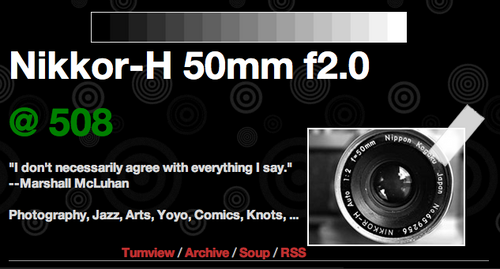 Nikkor-H 50mm f2.0
@ 508
"I don't necessarily agree with everything I say."
--Marshall McLuhan
Photography, Jazz, Arts, Yoyo, Comics, Knots, ...
NIKKOR-H Auto 1:2 f=50mm Nippon Kogaku Japan No659256
Tumview / Archive / Soup / RSS